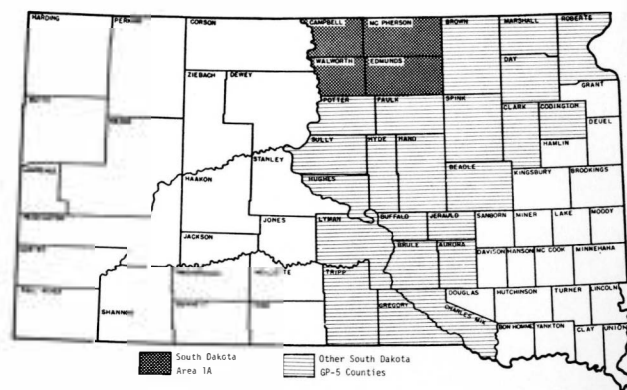 HARDING
CORSON
CAMPBELL
MC PHERSON
BROWN
MARSHALL
ROBERTS
WALWORTH
EDMUNDS
DAY
ZIEBACH
DEWEY
GRANT
POTTER
FAULK
SPINK
CLARK
CODINGTON
DEUEL
HAMLIN
SULLY
HYDE
HAND
STANLEY
BEADLE
KINGSBURY
BROOKINGS
HAAKON
HUGHES
JONES
LYMAN
BUFFALO
JERAULD
SANBORN
MINER
LAKE
MOODY
JACKSON
BRULE
AURORA
DAVISON
HANSON
MC COOK
MINNEHAHA
TRIPP
GREGORY
DOUGLAS
HUTCHINSON
TURNER
LINCOLN
CHARLES MIX
BON HOMME
YANKTON
CLAY
UNION
South Dakota
Area 1A
Other South Dakota
GP-5 Counties